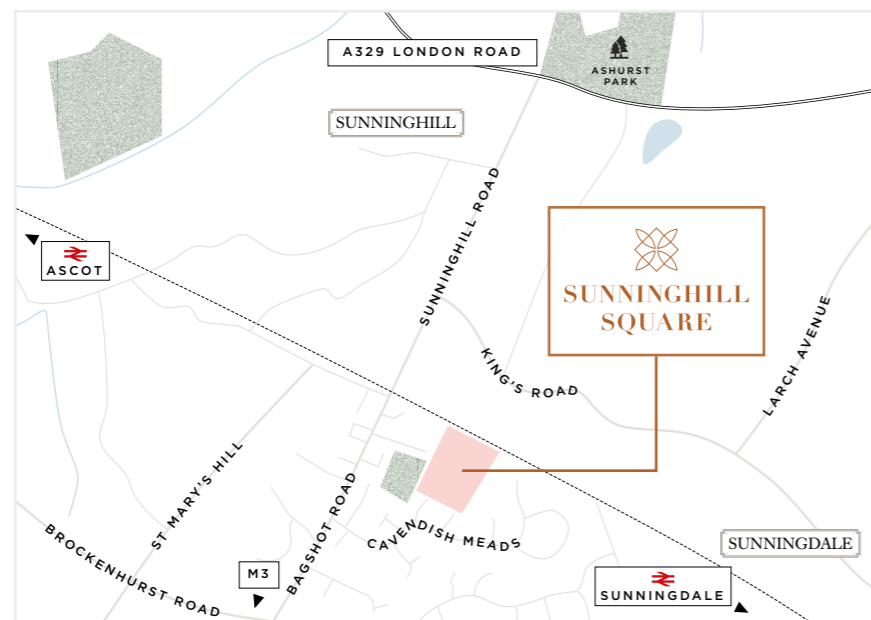 A329 LONDON ROAD
ASHURST
PARK
SUNNINGHILL
SUNNINGHILL ROAD
ASCOT
SUNNINGHILL
SQUARE
LARCH AVENUE
KING'S ROAD
ST MARY'S HILL
BAGSHOT ROAD
CAVENDISH MEADS
BROCKENHURST ROAD
M3
SUNNINGDALE
SUNNINGDALE